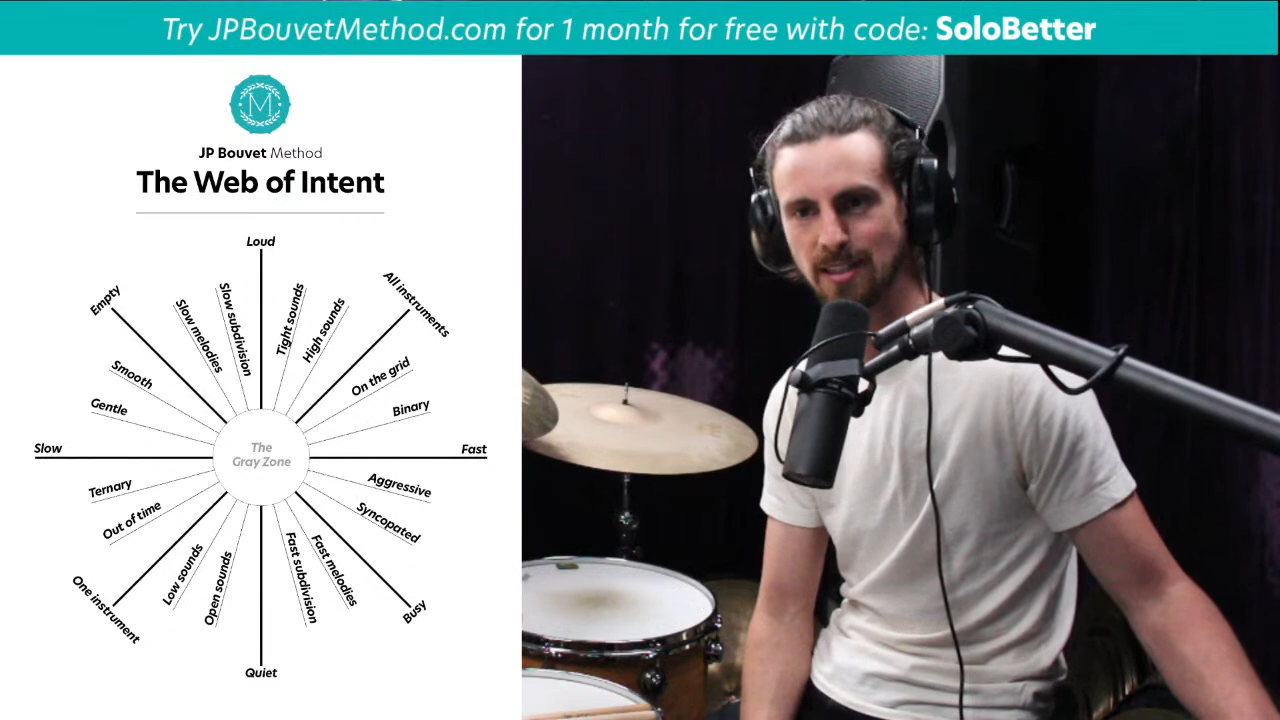 Try JPBouvetMethod.com for 1 month for free with code: SoloBetter
M
JP Bouvet Method
The Web of Intent
Loud
All instruments
Empty
Slow melodies
Slow subdivision
Tight sounds
High sounds
Smooth
On the grid
Gentle
Binary
Slow
The
Gray Zone
Fast
Ternary
Aggressive
Out of time
Syncopated
One instrument
Low sounds
Open sounds
Fast subdivision
Fast melodies
Busy
Quiet